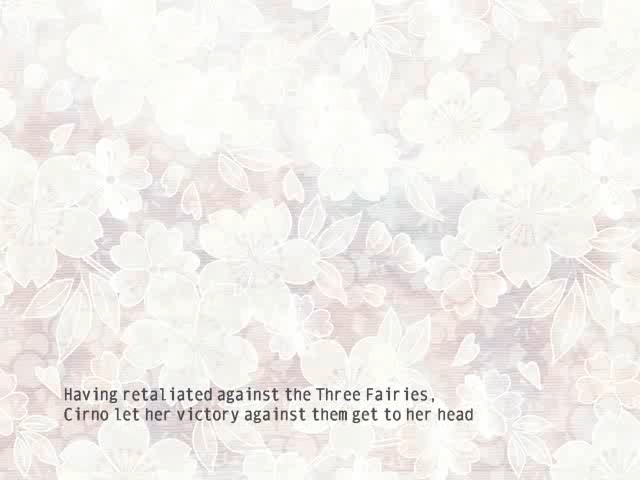 Having retaliated against the Three Fairies,
Cirno let her victory against them get to her head